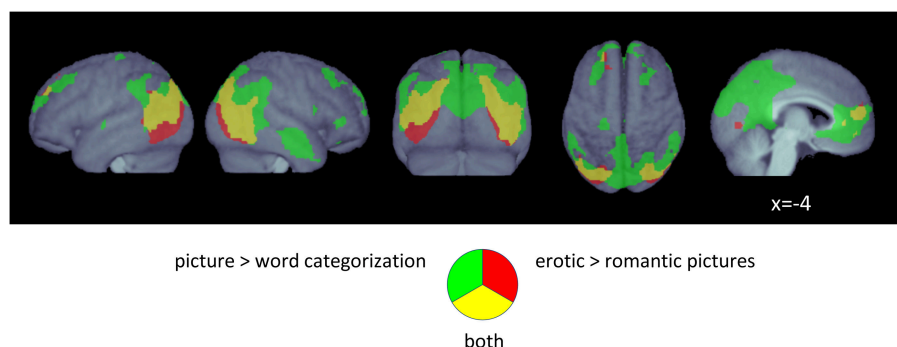 x=-4
picture > word categorization
erotic > romantic pictures
both